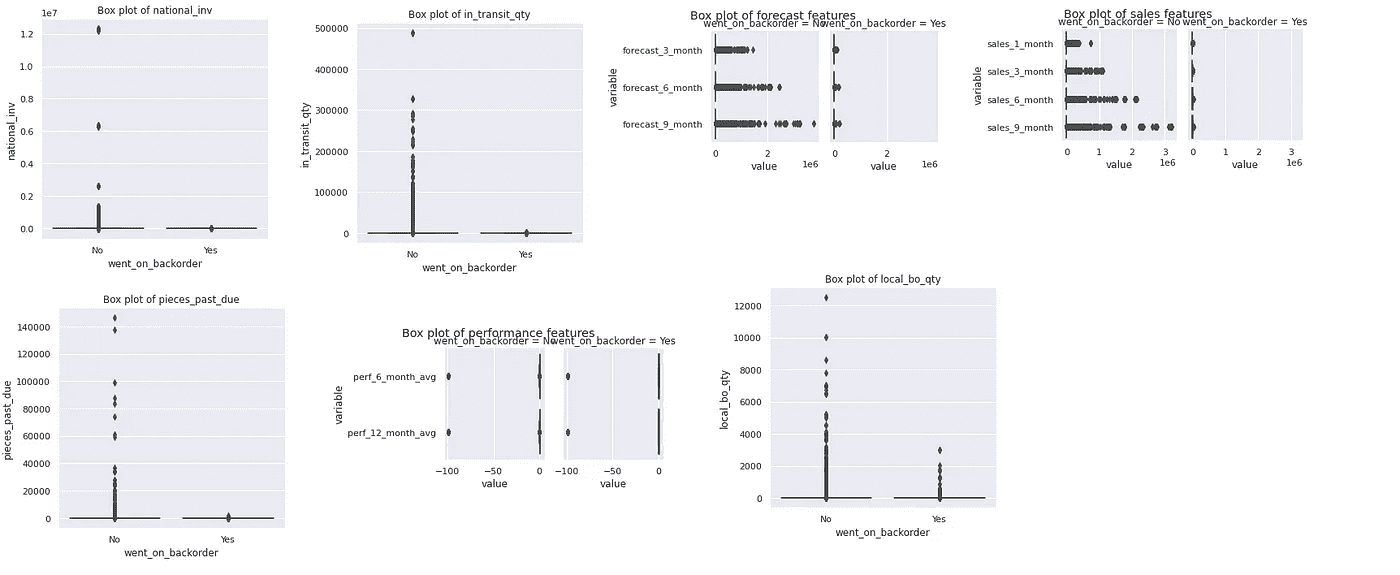 Box plot of national_inv
1e7
1.2
1.0
0.8
0.6
0.4
0.2
0.0
national_inv
No Yes
went_on_backorder
Box plot of in_transit_qty
500000
400000
300000
200000
100000
0
in_transit_qty
No Yes
went_on_backorder
Box plot of forecast features
went_on_backorder = No went_on_backorder = Yes
forecast_3_month
forecast_6_month
forecast_9_month
variable
0 2 0 2
1e6 1e6
value value
Box plot of sales features
went_on_backorder = No went_on_backorder = Yes
sales_1_month
sales_3_month
sales_6_month
sales_9_month
variable
0 1 2 3 0 1 2 3
1e6 1e6
value value
Box plot of pieces_past_due
140000
120000
100000
80000
60000
40000
20000
0
pieces_past_due
No Yes
went_on_backorder
Box plot of performance features
went_on_backorder = No went_on_backorder = Yes
perf_6_month_avg
perf_12_month_avg
variable
−100 −50 0 −100 −50 0
value value
Box plot of local_bo_qty
12000
10000
8000
6000
4000
2000
0
local_bo_qty
No Yes
went_on_backorder